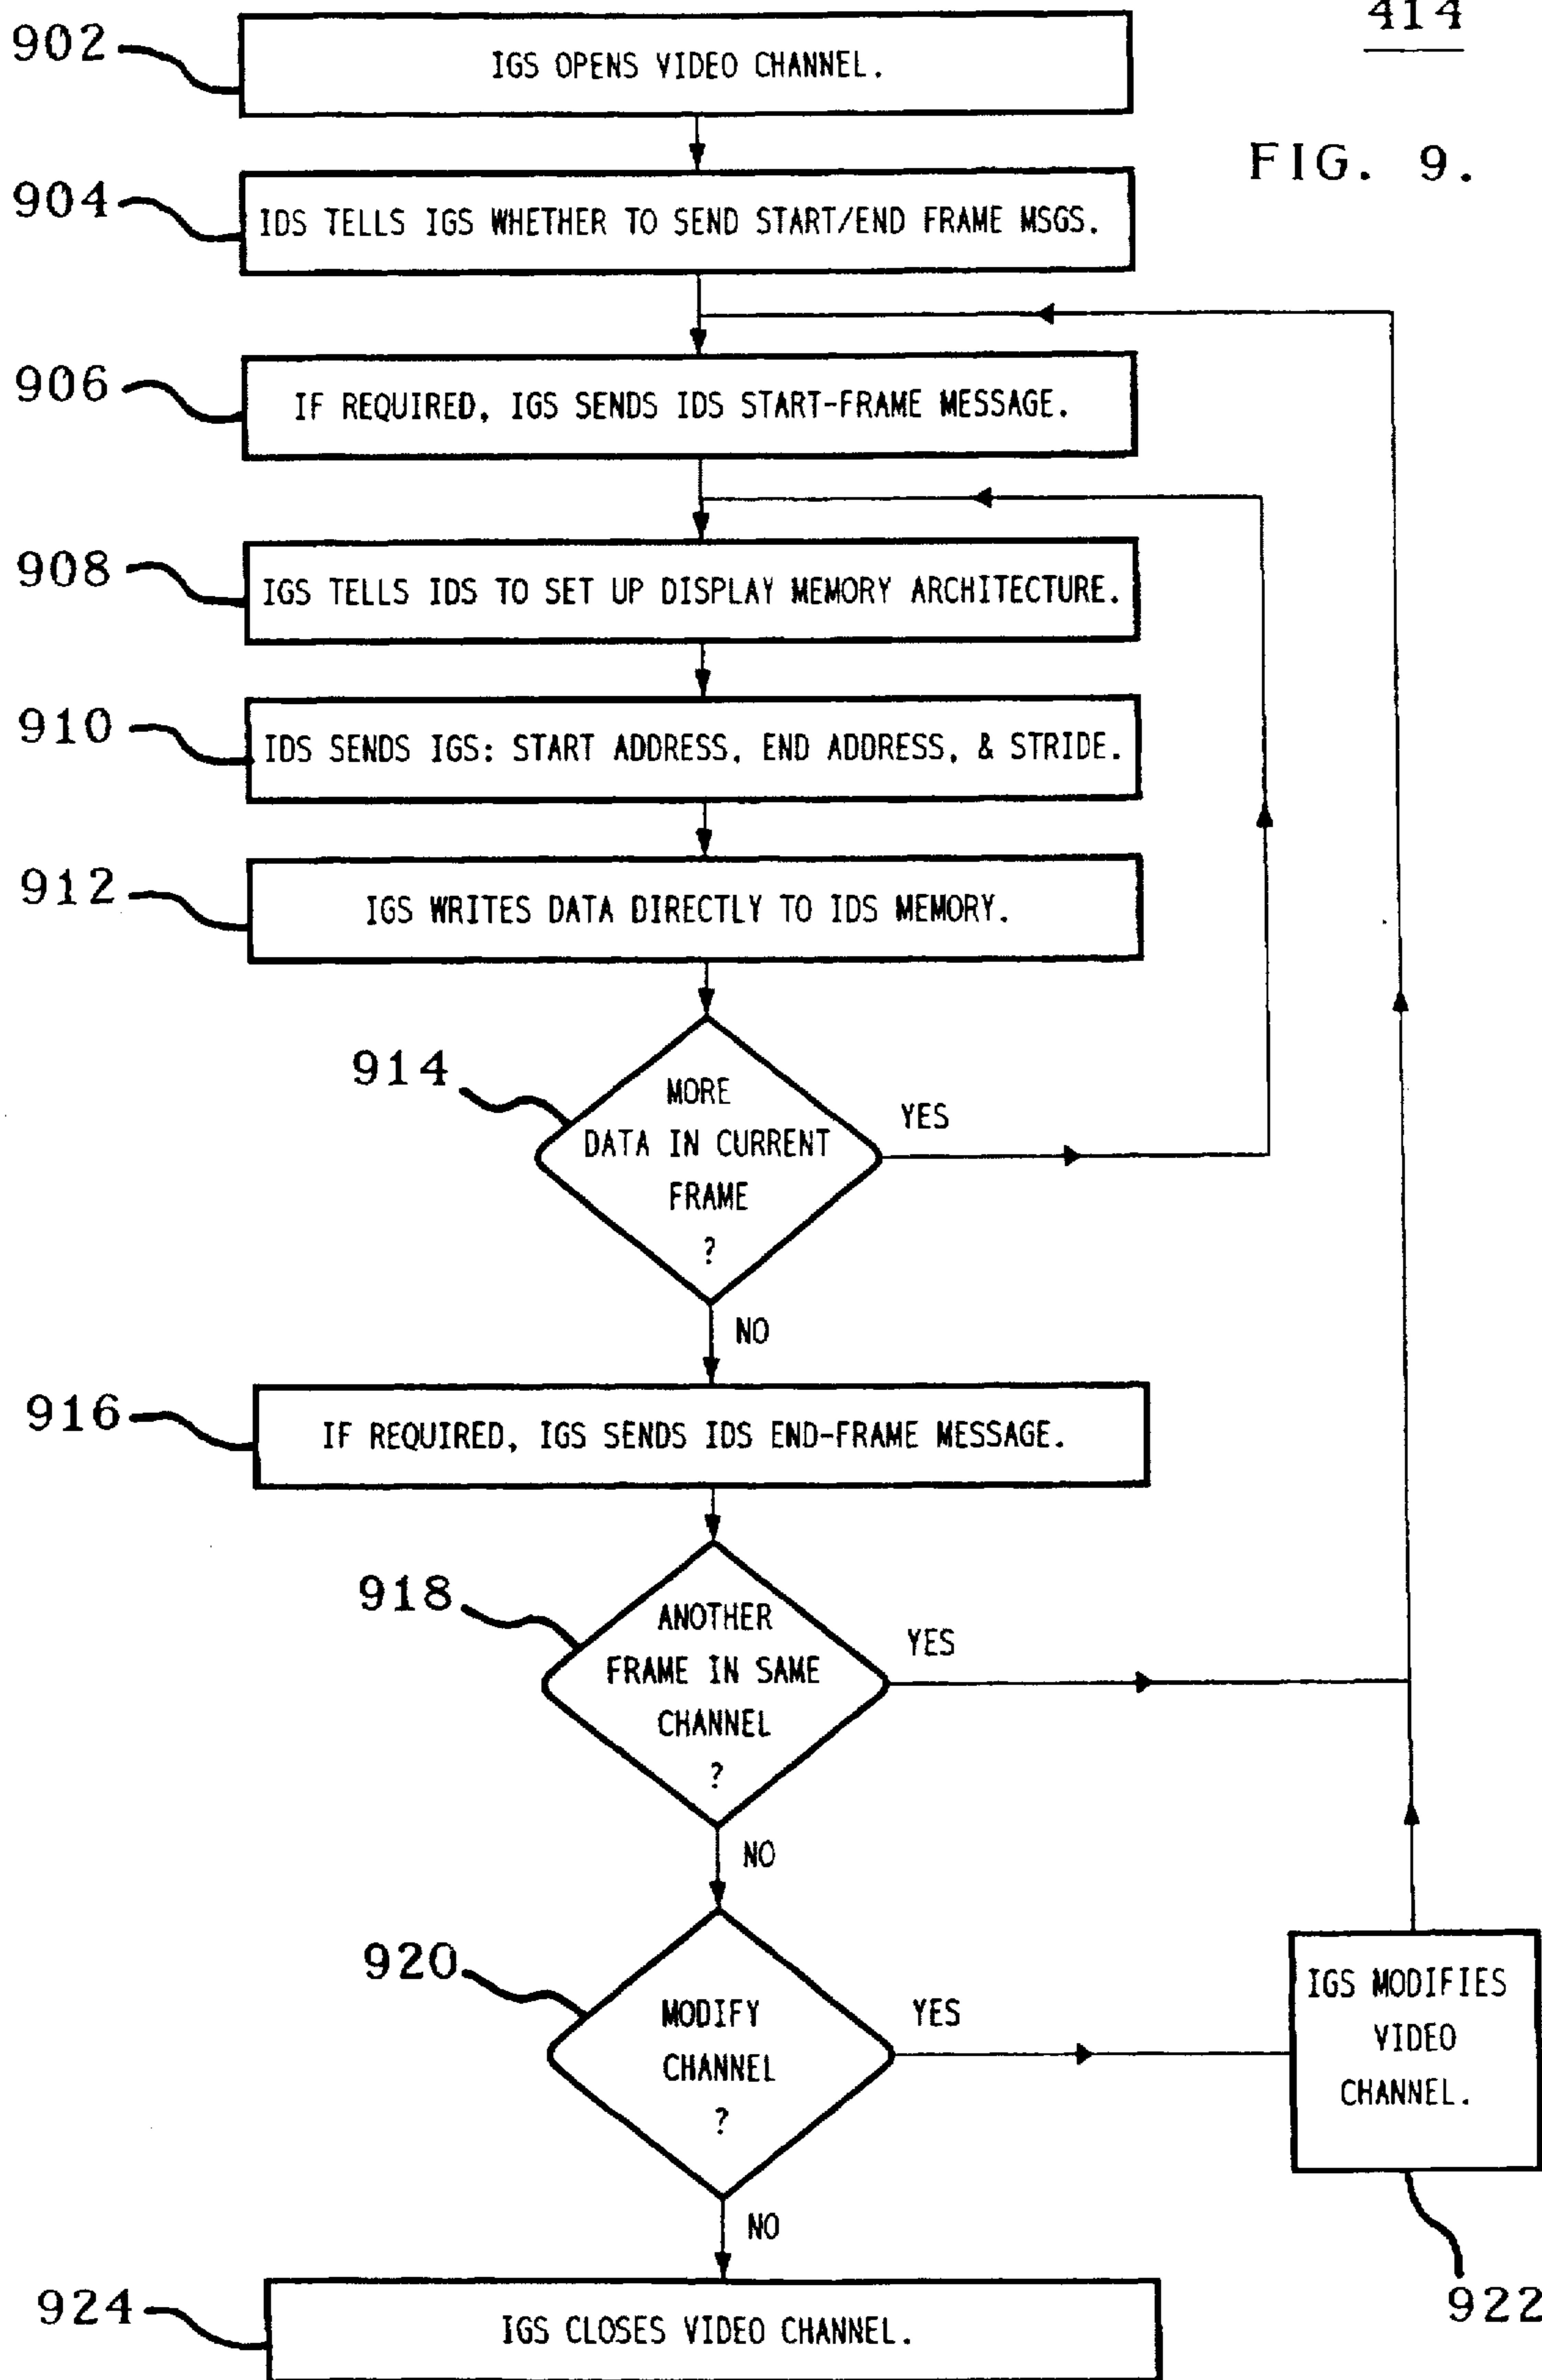 414
FIG. 9.
902
IGS OPENS VIDEO CHANNEL.
904
IDS TELLS IGS WHETHER TO SEND START/END FRAME MSGS.
906
IF REQUIRED, IGS SENDS IDS START-FRAME MESSAGE.
908
IGS TELLS IDS TO SET UP DISPLAY MEMORY ARCHITECTURE.
910
IDS SENDS IGS: START ADDRESS, END ADDRESS, & STRIDE.
912
IGS WRITES DATA DIRECTLY TO IDS MEMORY.
914
MORE
DATA IN CURRENT
FRAME
?
YES
NO
916
IF REQUIRED, IGS SENDS IDS END-FRAME MESSAGE.
918
ANOTHER
FRAME IN SAME
CHANNEL
?
YES
NO
920
MODIFY
CHANNEL
?
YES
IGS MODIFIES
VIDEO
CHANNEL.
922
NO
924
IGS CLOSES VIDEO CHANNEL.